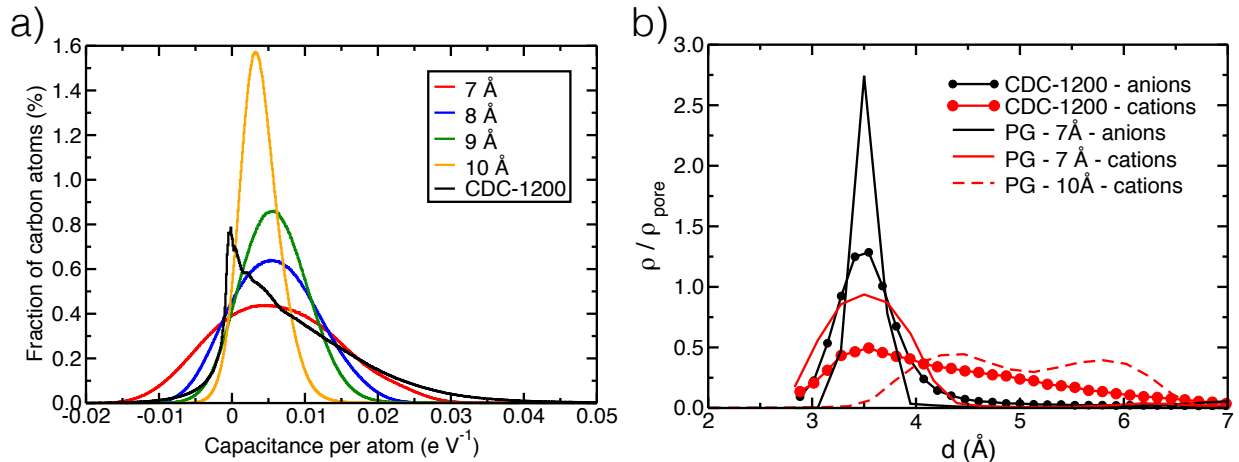 a)
Fraction of carbon atoms (%)
1.6
1.4
1.2
1.0
0.8
0.6
0.4
0.2
0.0
-0.02
-0.01
0
0.01
0.02
0.03
0.04
0.05
Capacitance per atom (e V⁻¹)
7 Å
8 Å
9 Å
10 Å
CDC-1200
b)
ρ / ρpore
3.0
2.5
2.0
1.5
1.0
0.5
0.0
2
3
4
5
6
7
d (Å)
CDC-1200 - anions
CDC-1200 - cations
PG - 7Å - anions
PG - 7 Å - cations
PG - 10Å - cations